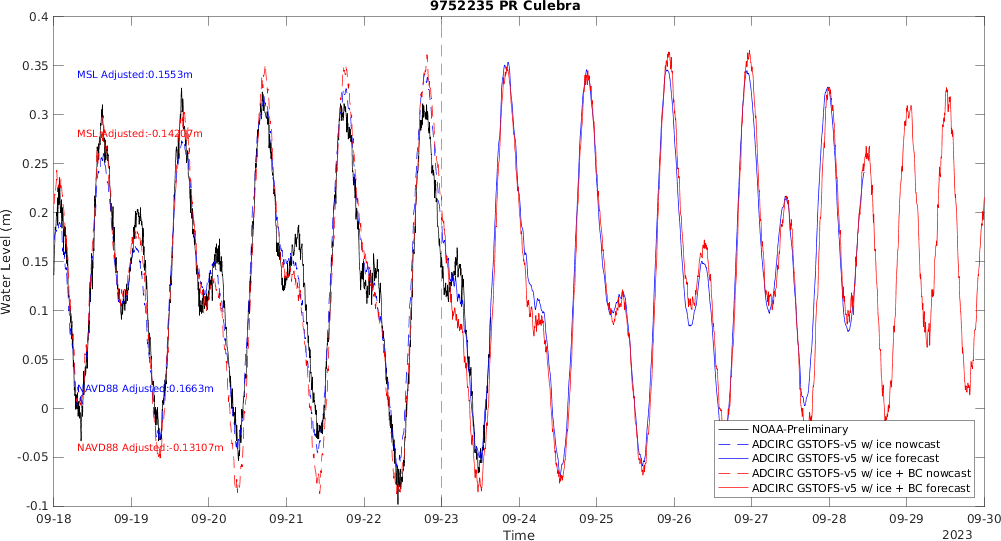 9752235 PR Culebra
0.4
0.35
0.3
0.25
0.2
0.15
0.1
0.05
0
-0.05
-0.1
Water Level (m)
MSL Adjusted:0.1553m
MSL Adjusted:-0.14207m
NAVD88 Adjusted:0.1663m
NAVD88 Adjusted:-0.13107m
NOAA-Preliminary
ADCIRC GSTOFS-v5 w/ ice nowcast
ADCIRC GSTOFS-v5 w/ ice forecast
ADCIRC GSTOFS-v5 w/ ice + BC nowcast
ADCIRC GSTOFS-v5 w/ ice + BC forecast
09-18 09-19 09-20 09-21 09-22 09-23 09-24 09-25 09-26 09-27 09-28 09-29 09-30
Time
2023